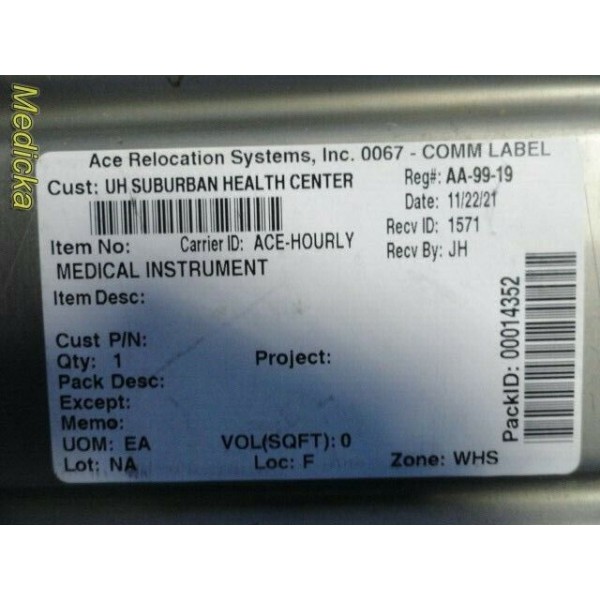 Medicka
Ace Relocation Systems, Inc. 0067 - COMM LABEL
Cust: UH SUBURBAN HEALTH CENTER
Reg#: AA-99-19
Date: 11/22/21
Recv ID: 1571
Recv By: JH
Item No: Carrier ID: ACE-HOURLY
MEDICAL INSTRUMENT
Item Desc:
Cust P/N:
Qty: 1 Project:
Pack Desc:
Except:
Memo:
UOM: EA VOL(SQFT): 0
Lot: NA Loc: F Zone: WHS
PackID: 00014352